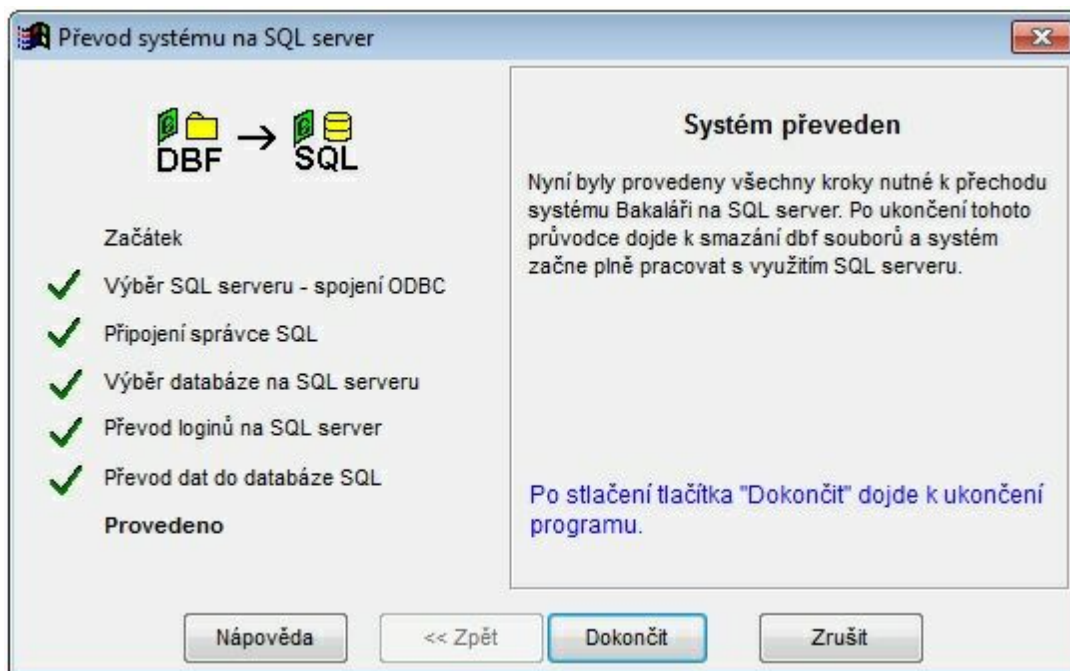 Převod systému na SQL server
DBF → SQL
Začátek
Výběr SQL serveru - spojení ODBC
Připojení správce SQL
Výběr databáze na SQL serveru
Převod loginů na SQL server
Převod dat do databáze SQL
Provedeno
Systém převeden
Nyní byly provedeny všechny kroky nutné k přechodu
systému Bakaláři na SQL server. Po ukončení tohoto
průvodce dojde k smazání dbf souborů a systém
začne plně pracovat s využitím SQL serveru.
Po stlačení tlačítka "Dokončit" dojde k ukončení
programu.
Nápověda
<< Zpět
Dokončit
Zrušit